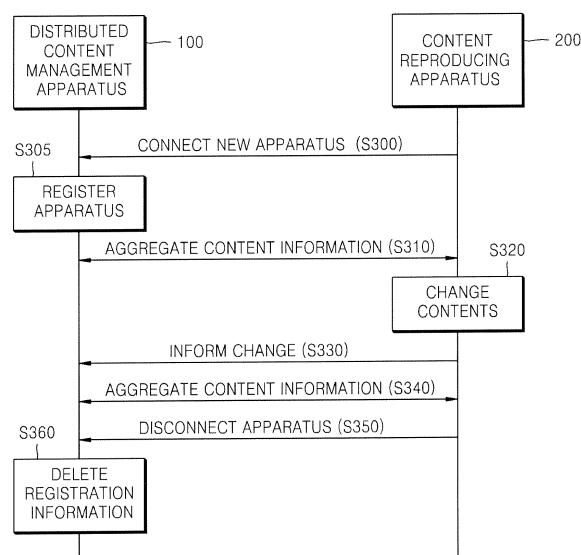 DISTRIBUTED
CONTENT
MANAGEMENT
APPARATUS
100
CONTENT
REPRODUCING
APPARATUS
200
CONNECT NEW APPARATUS (S300)
S305
REGISTER
APPARATUS
AGGREGATE CONTENT INFORMATION (S310)
S320
CHANGE
CONTENTS
INFORM CHANGE (S330)
AGGREGATE CONTENT INFORMATION (S340)
DISCONNECT APPARATUS (S350)
S360
DELETE
REGISTRATION
INFORMATION